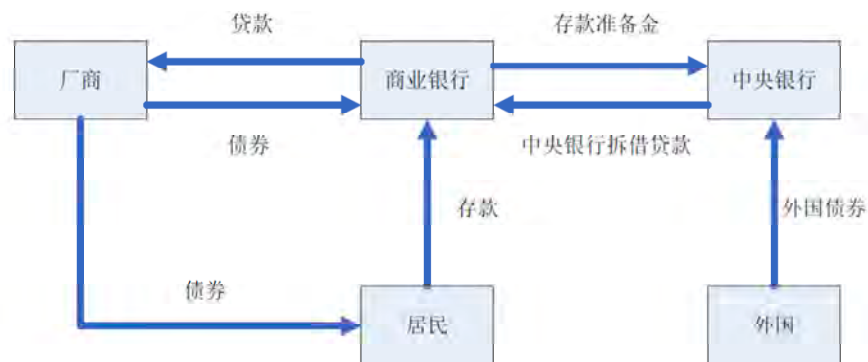 贷款
存款准备金
厂商
商业银行
中央银行
债券
中央银行拆借贷款
存款
外国债券
债券
居民
外国